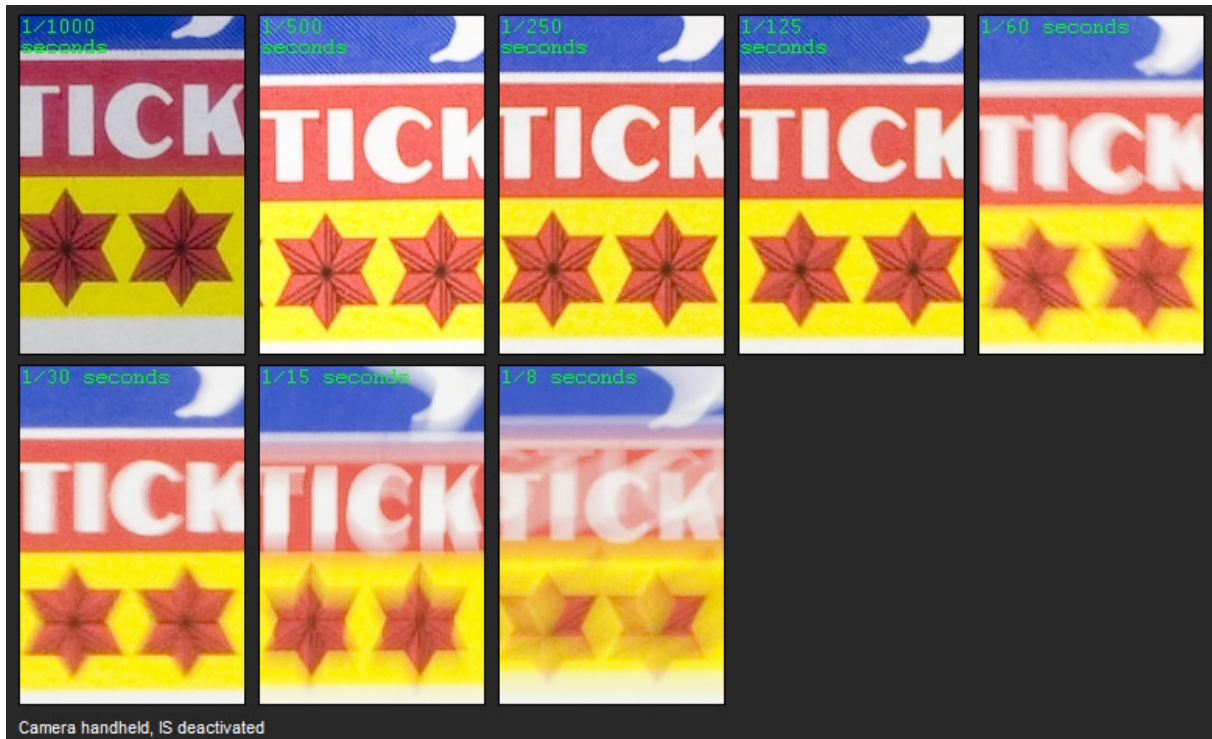 1/1000
seconds
1/500
seconds
1/250
seconds
1/125
seconds
1/60 seconds
TICK
TICK
TICK
TICK
TICK
1/30 seconds
1/15 seconds
1/8 seconds
TICK
TICK
TICK
Camera handheld, IS deactivated